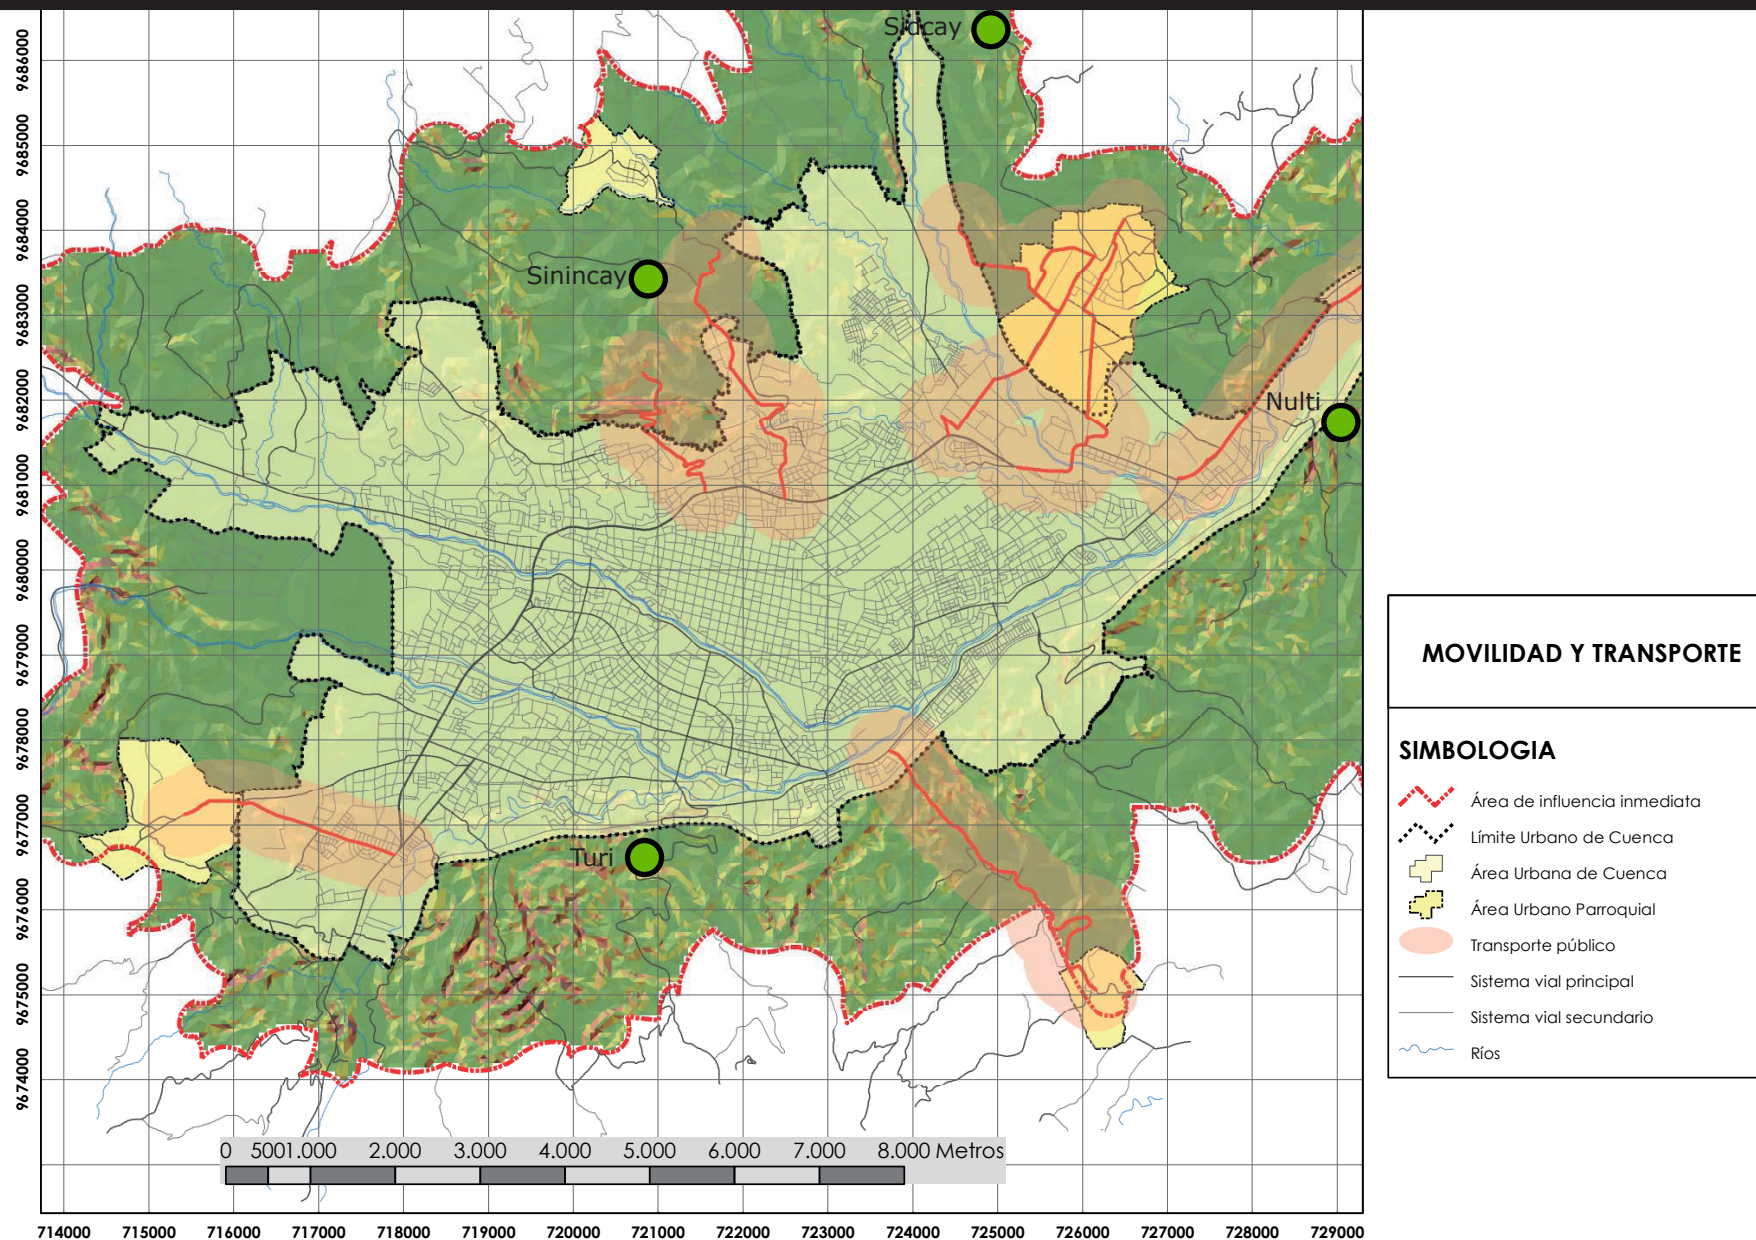 Sidcay
Sinincay
Nulti
Turi
9686000
9685000
9684000
9683000
9682000
9681000
9680000
9679000
9678000
9677000
9676000
9675000
9674000
0 500 1.000 2.000 3.000 4.000 5.000 6.000 7.000 8.000 Metros
714000 715000 716000 717000 718000 719000 720000 721000 722000 723000 724000 725000 726000 727000 728000 729000
MOVILIDAD Y TRANSPORTE
SIMBOLOGIA
Área de influencia inmediata
Límite Urbano de Cuenca
Área Urbana de Cuenca
Área Urbano Parroquial
Transporte público
Sistema vial principal
Sistema vial secundario
Ríos